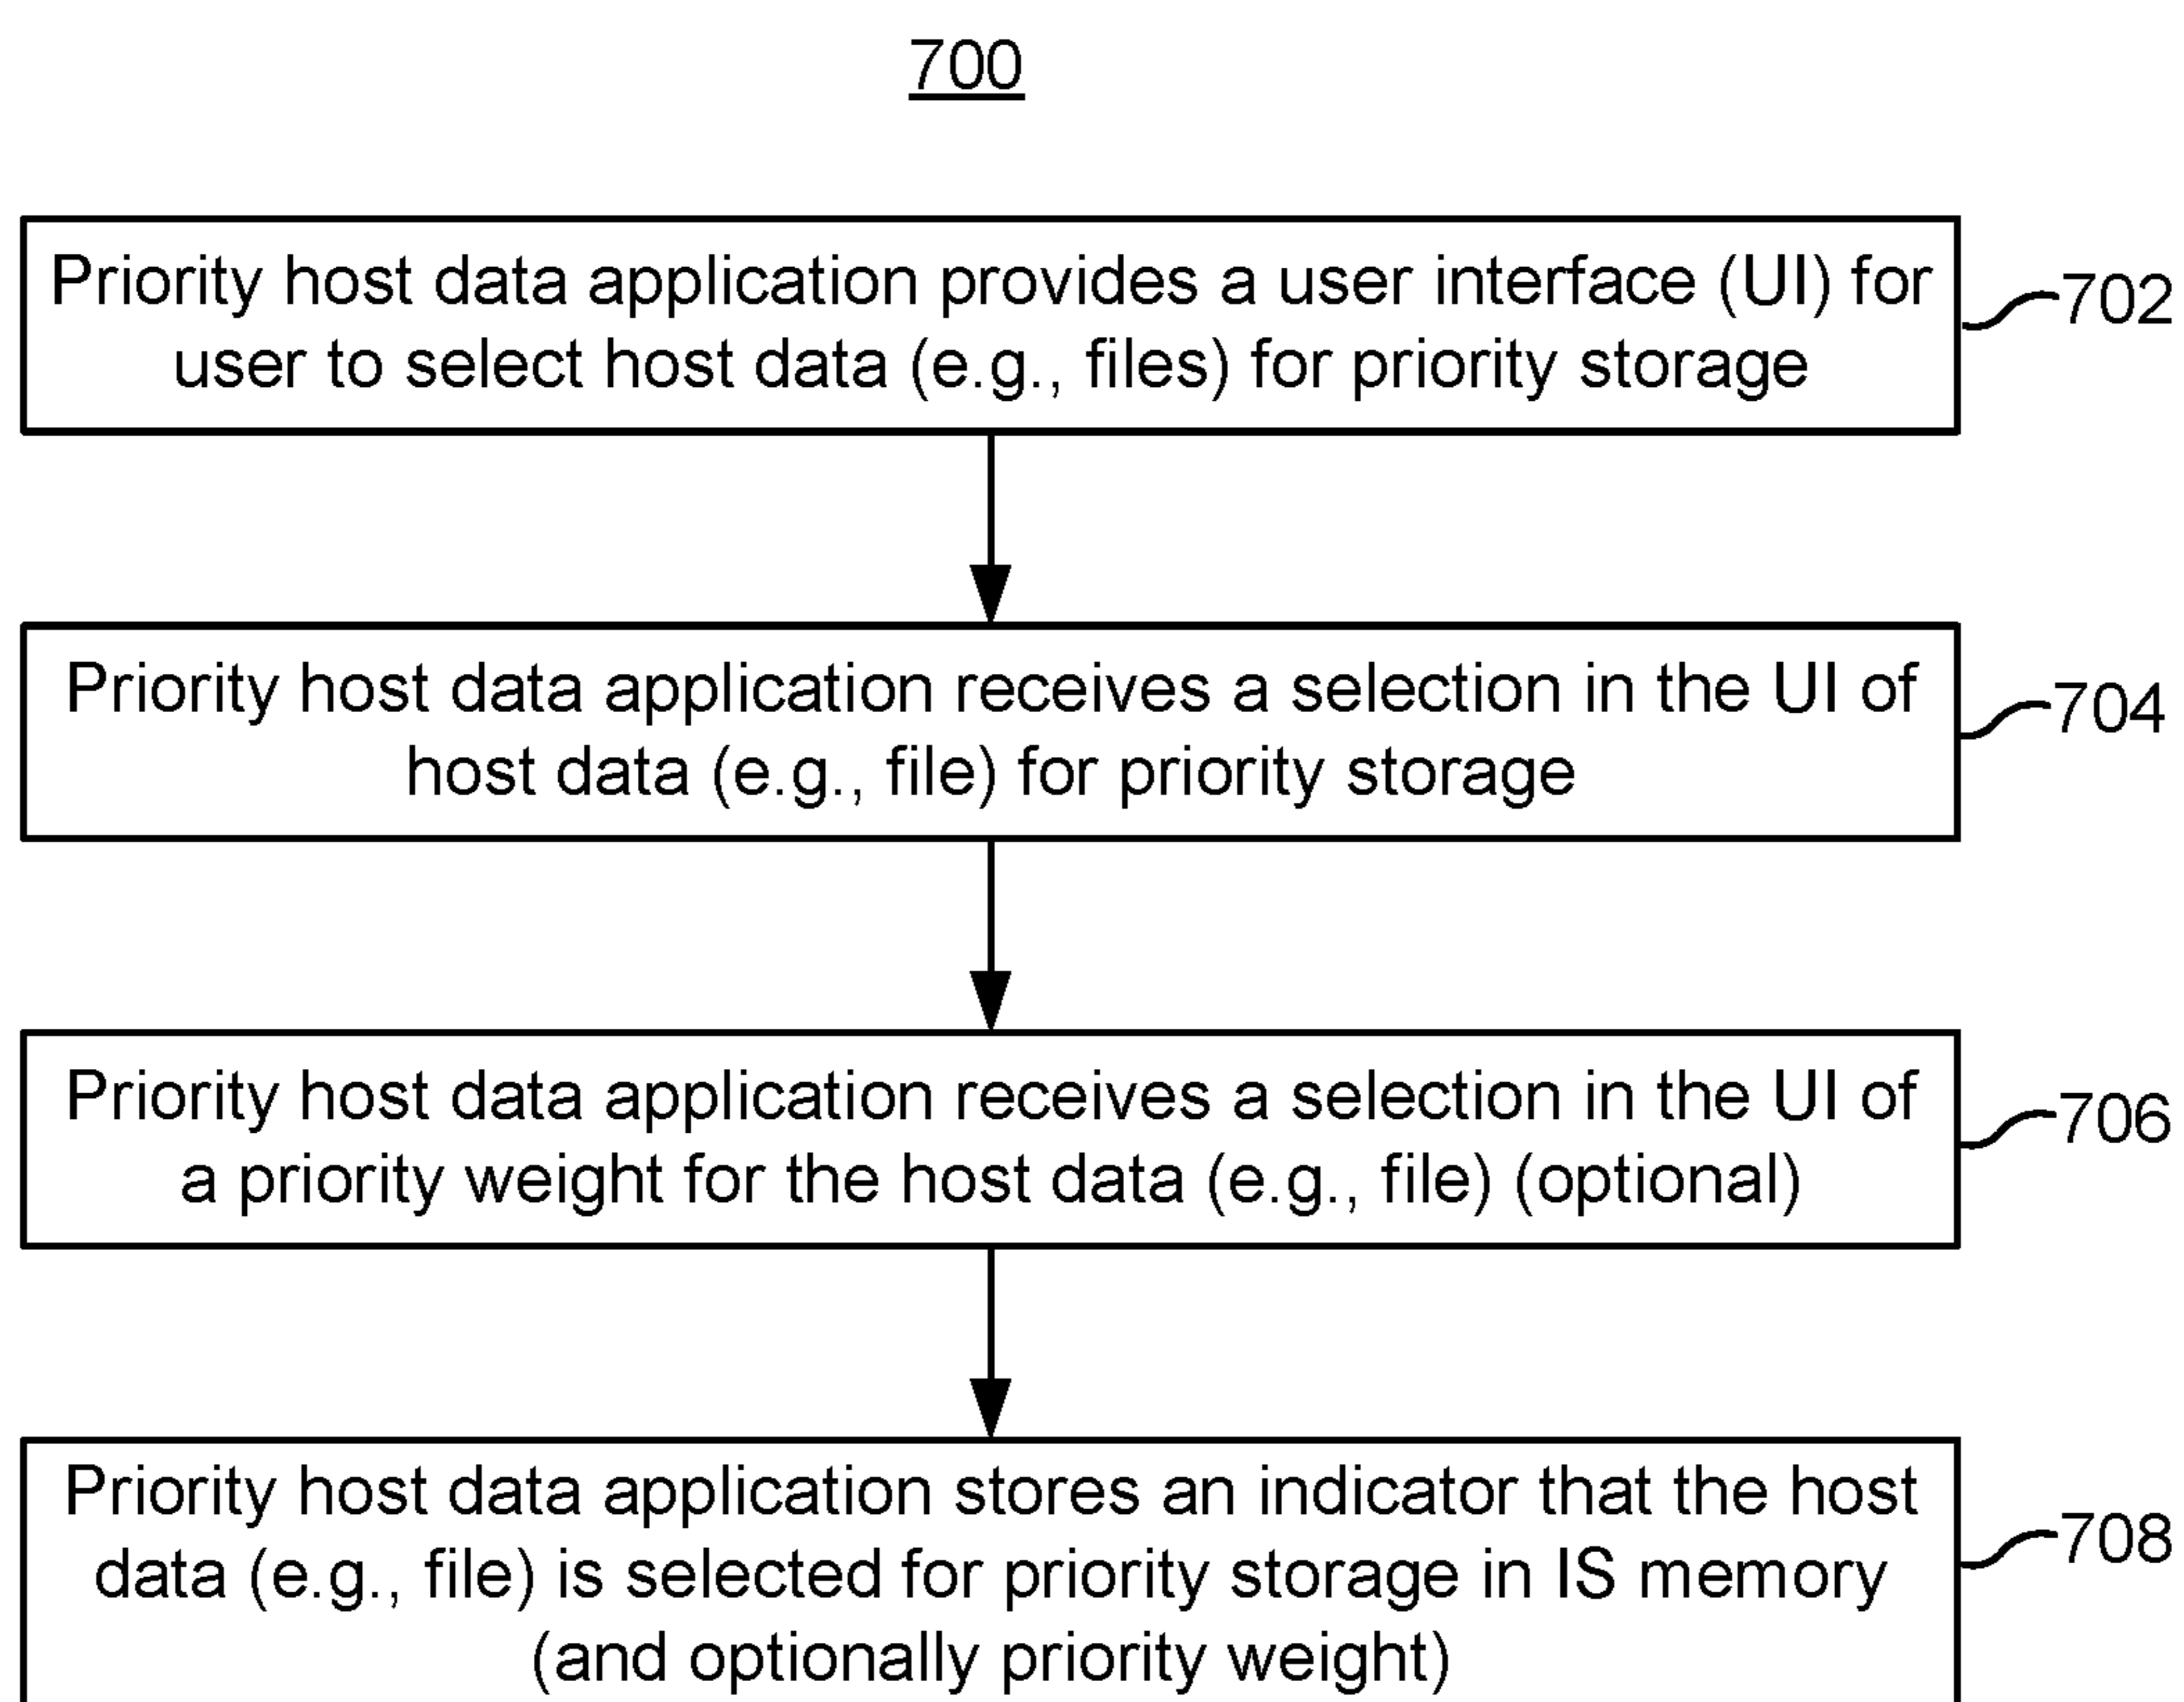 700
Priority host data application provides a user interface (UI) for
user to select host data (e.g., files) for priority storage
702
Priority host data application receives a selection in the UI of
host data (e.g., file) for priority storage
704
Priority host data application receives a selection in the UI of
a priority weight for the host data (e.g., file) (optional)
706
Priority host data application stores an indicator that the host
data (e.g., file) is selected for priority storage in IS memory
(and optionally priority weight)
708